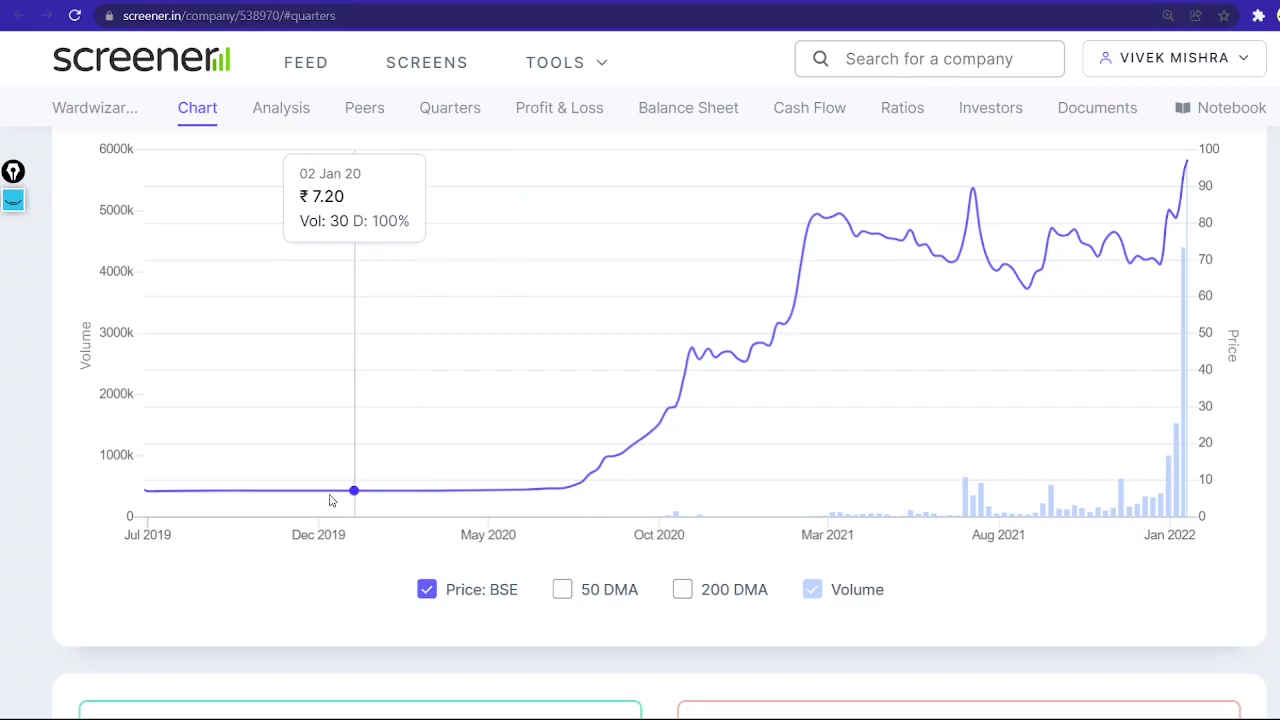 screener.in/company/538970/#quarters
screener
FEED SCREENS TOOLS
Search for a company
VIVEK MISHRA
Wardwizar... Chart Analysis Peers Quarters Profit & Loss Balance Sheet Cash Flow Ratios Investors Documents Notebook
6000k 100
02 Jan 20
₹ 7.20
Vol: 30 D: 100%
90
5000k
80
4000k 70
60
Volume 3000k 50 Price
40
2000k
30
1000k 20
10
0 0
Jul 2019 Dec 2019 May 2020 Oct 2020 Mar 2021 Aug 2021 Jan 2022
Price: BSE 50 DMA 200 DMA Volume